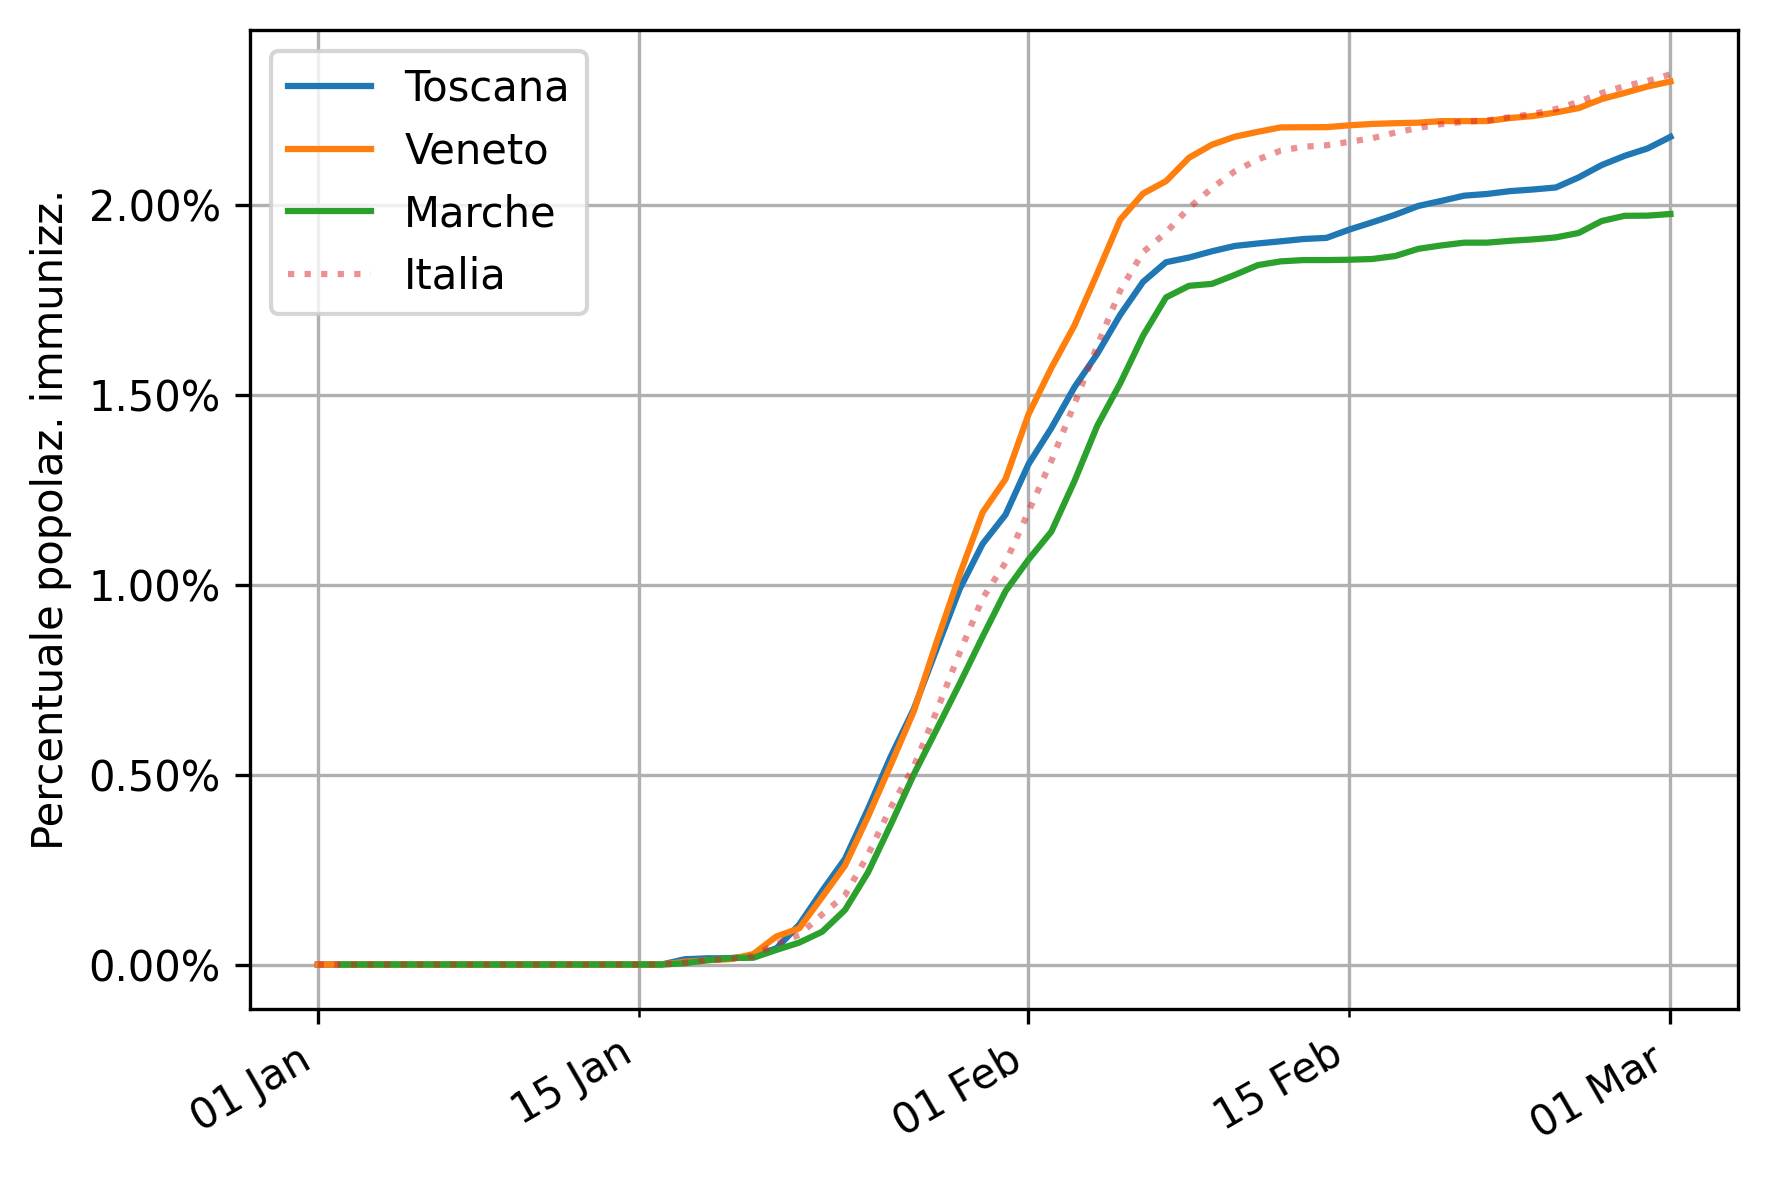 Toscana
Veneto
Marche
Italia
Percentuale popolaz. immunizz.
2.00%
1.50%
1.00%
0.50%
0.00%
01 Jan
15 Jan
01 Feb
15 Feb
01 Mar